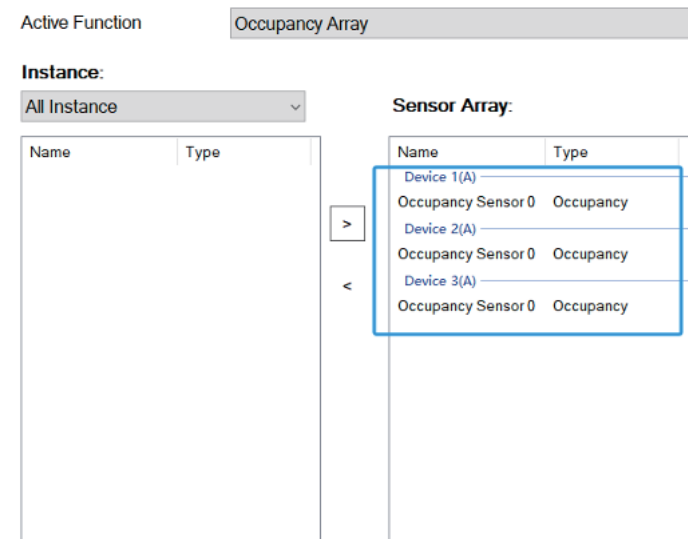 Active Function
Occupancy Array
Instance:
All Instance
Sensor Array:
Name Type
Name Type
Device 1(A)
Occupancy Sensor 0 Occupancy
Device 2(A)
Occupancy Sensor 0 Occupancy
Device 3(A)
Occupancy Sensor 0 Occupancy
>
<